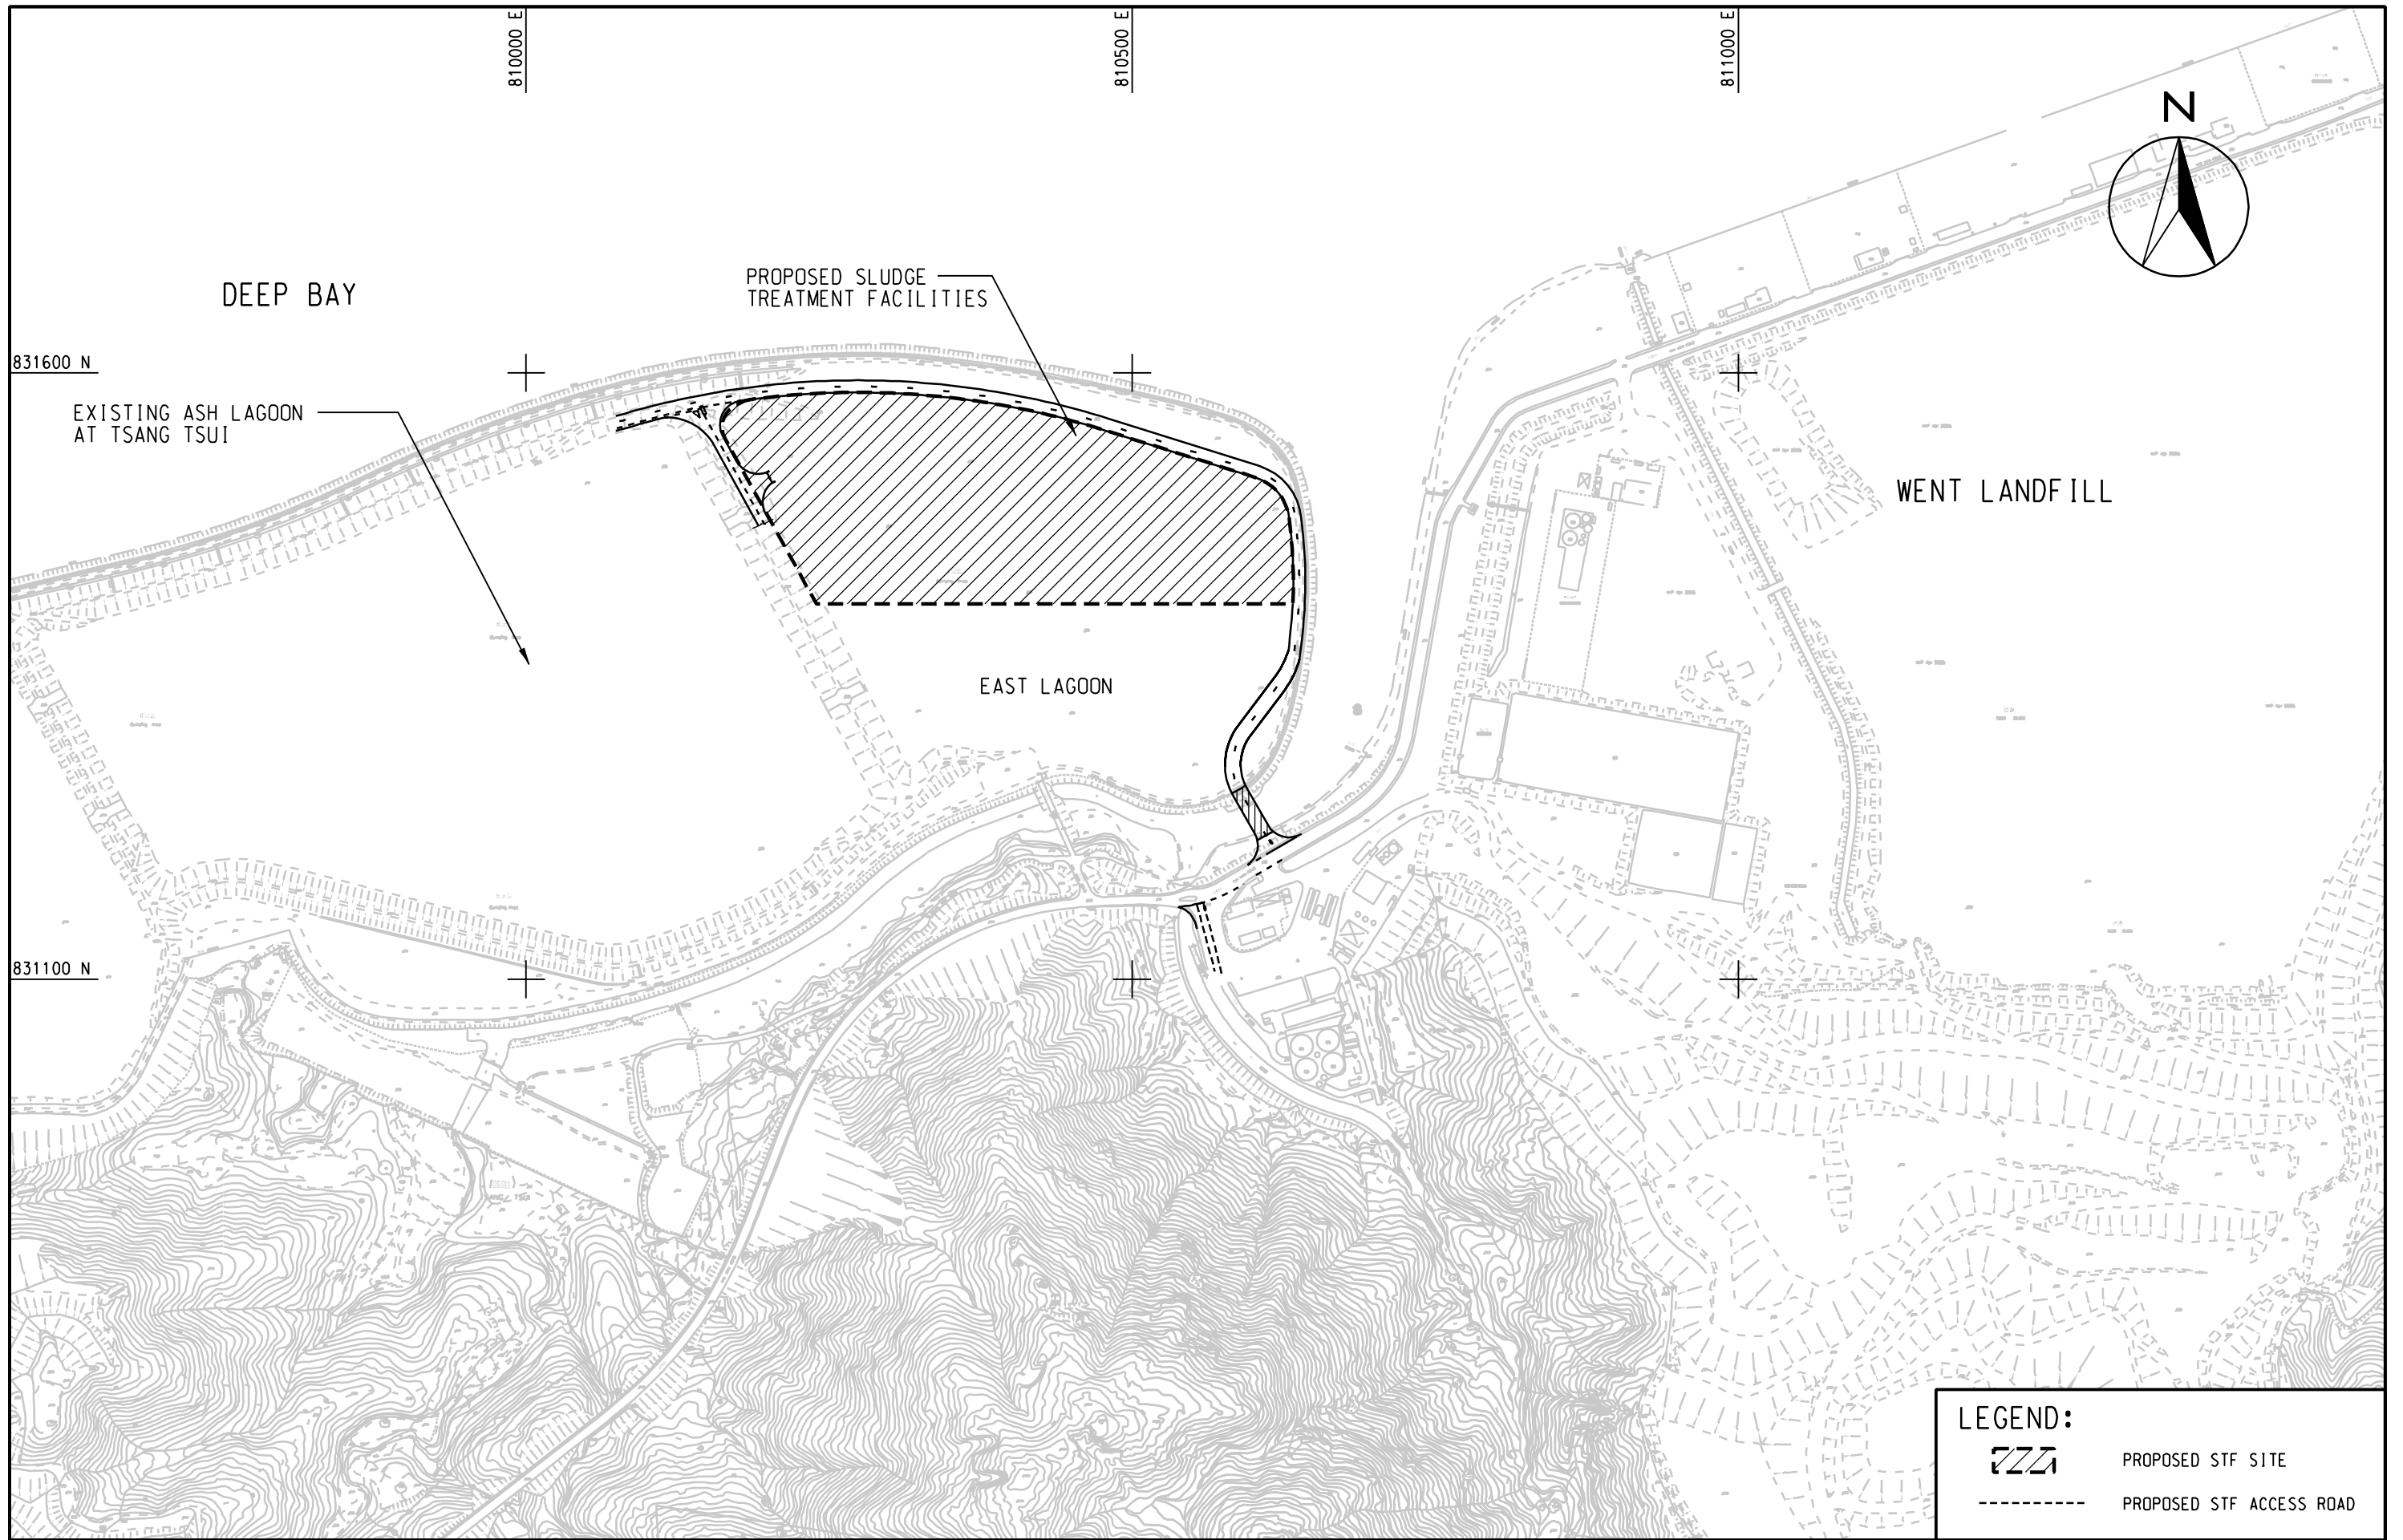 810000 E
810500 E
811000 E
N
DEEP BAY
PROPOSED SLUDGE
TREATMENT FACILITIES
831600 N
EXISTING ASH LAGOON
AT TSANG TSUI
WENT LANDFILL
EAST LAGOON
831100 N
LEGEND:
PROPOSED STF SITE
PROPOSED STF ACCESS ROAD